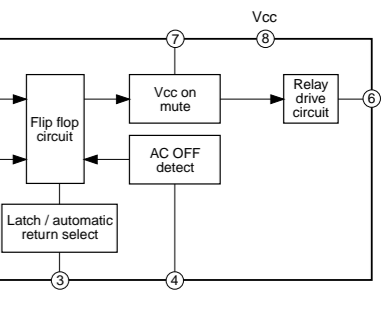 Vcc
7
8
Vcc on
mute
Relay
drive
circuit
6
Flip flop
circuit
AC OFF
detect
Latch / automatic
return select
3
4